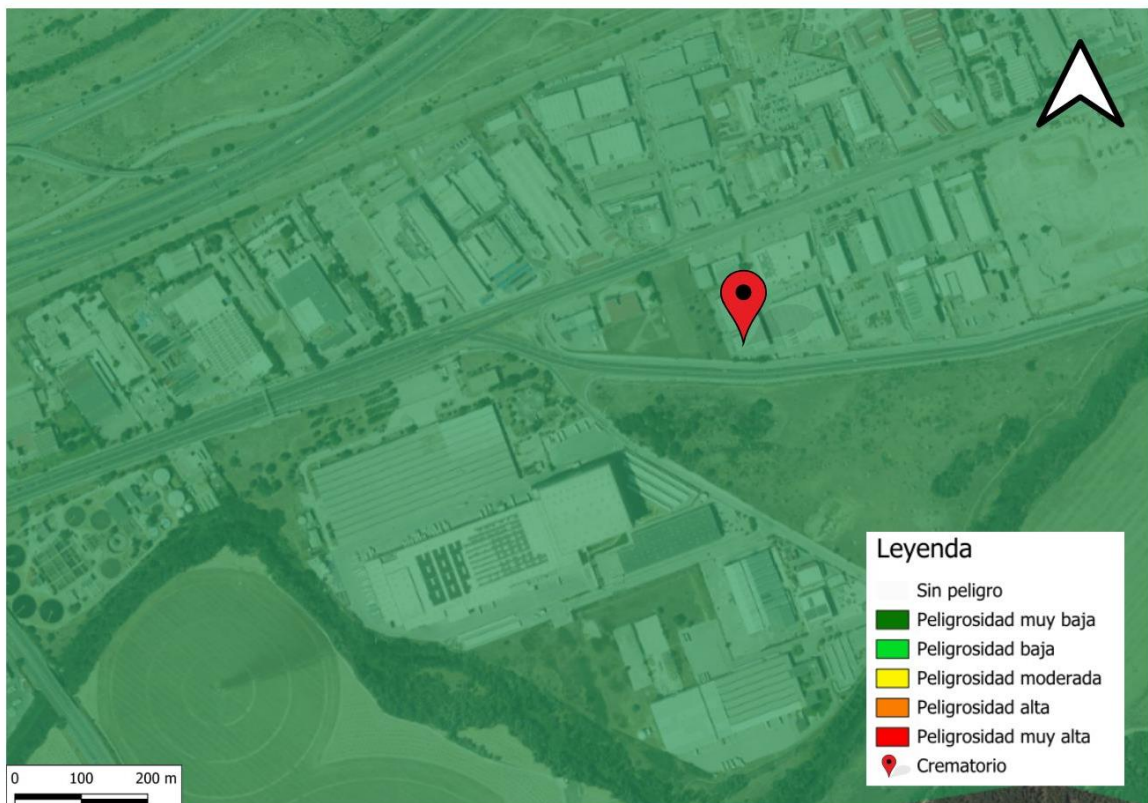 Leyenda
Sin peligro
Peligrosidad muy baja
Peligrosidad baja
Peligrosidad moderada
Peligrosidad alta
Peligrosidad muy alta
Crematorio
0 100 200 m